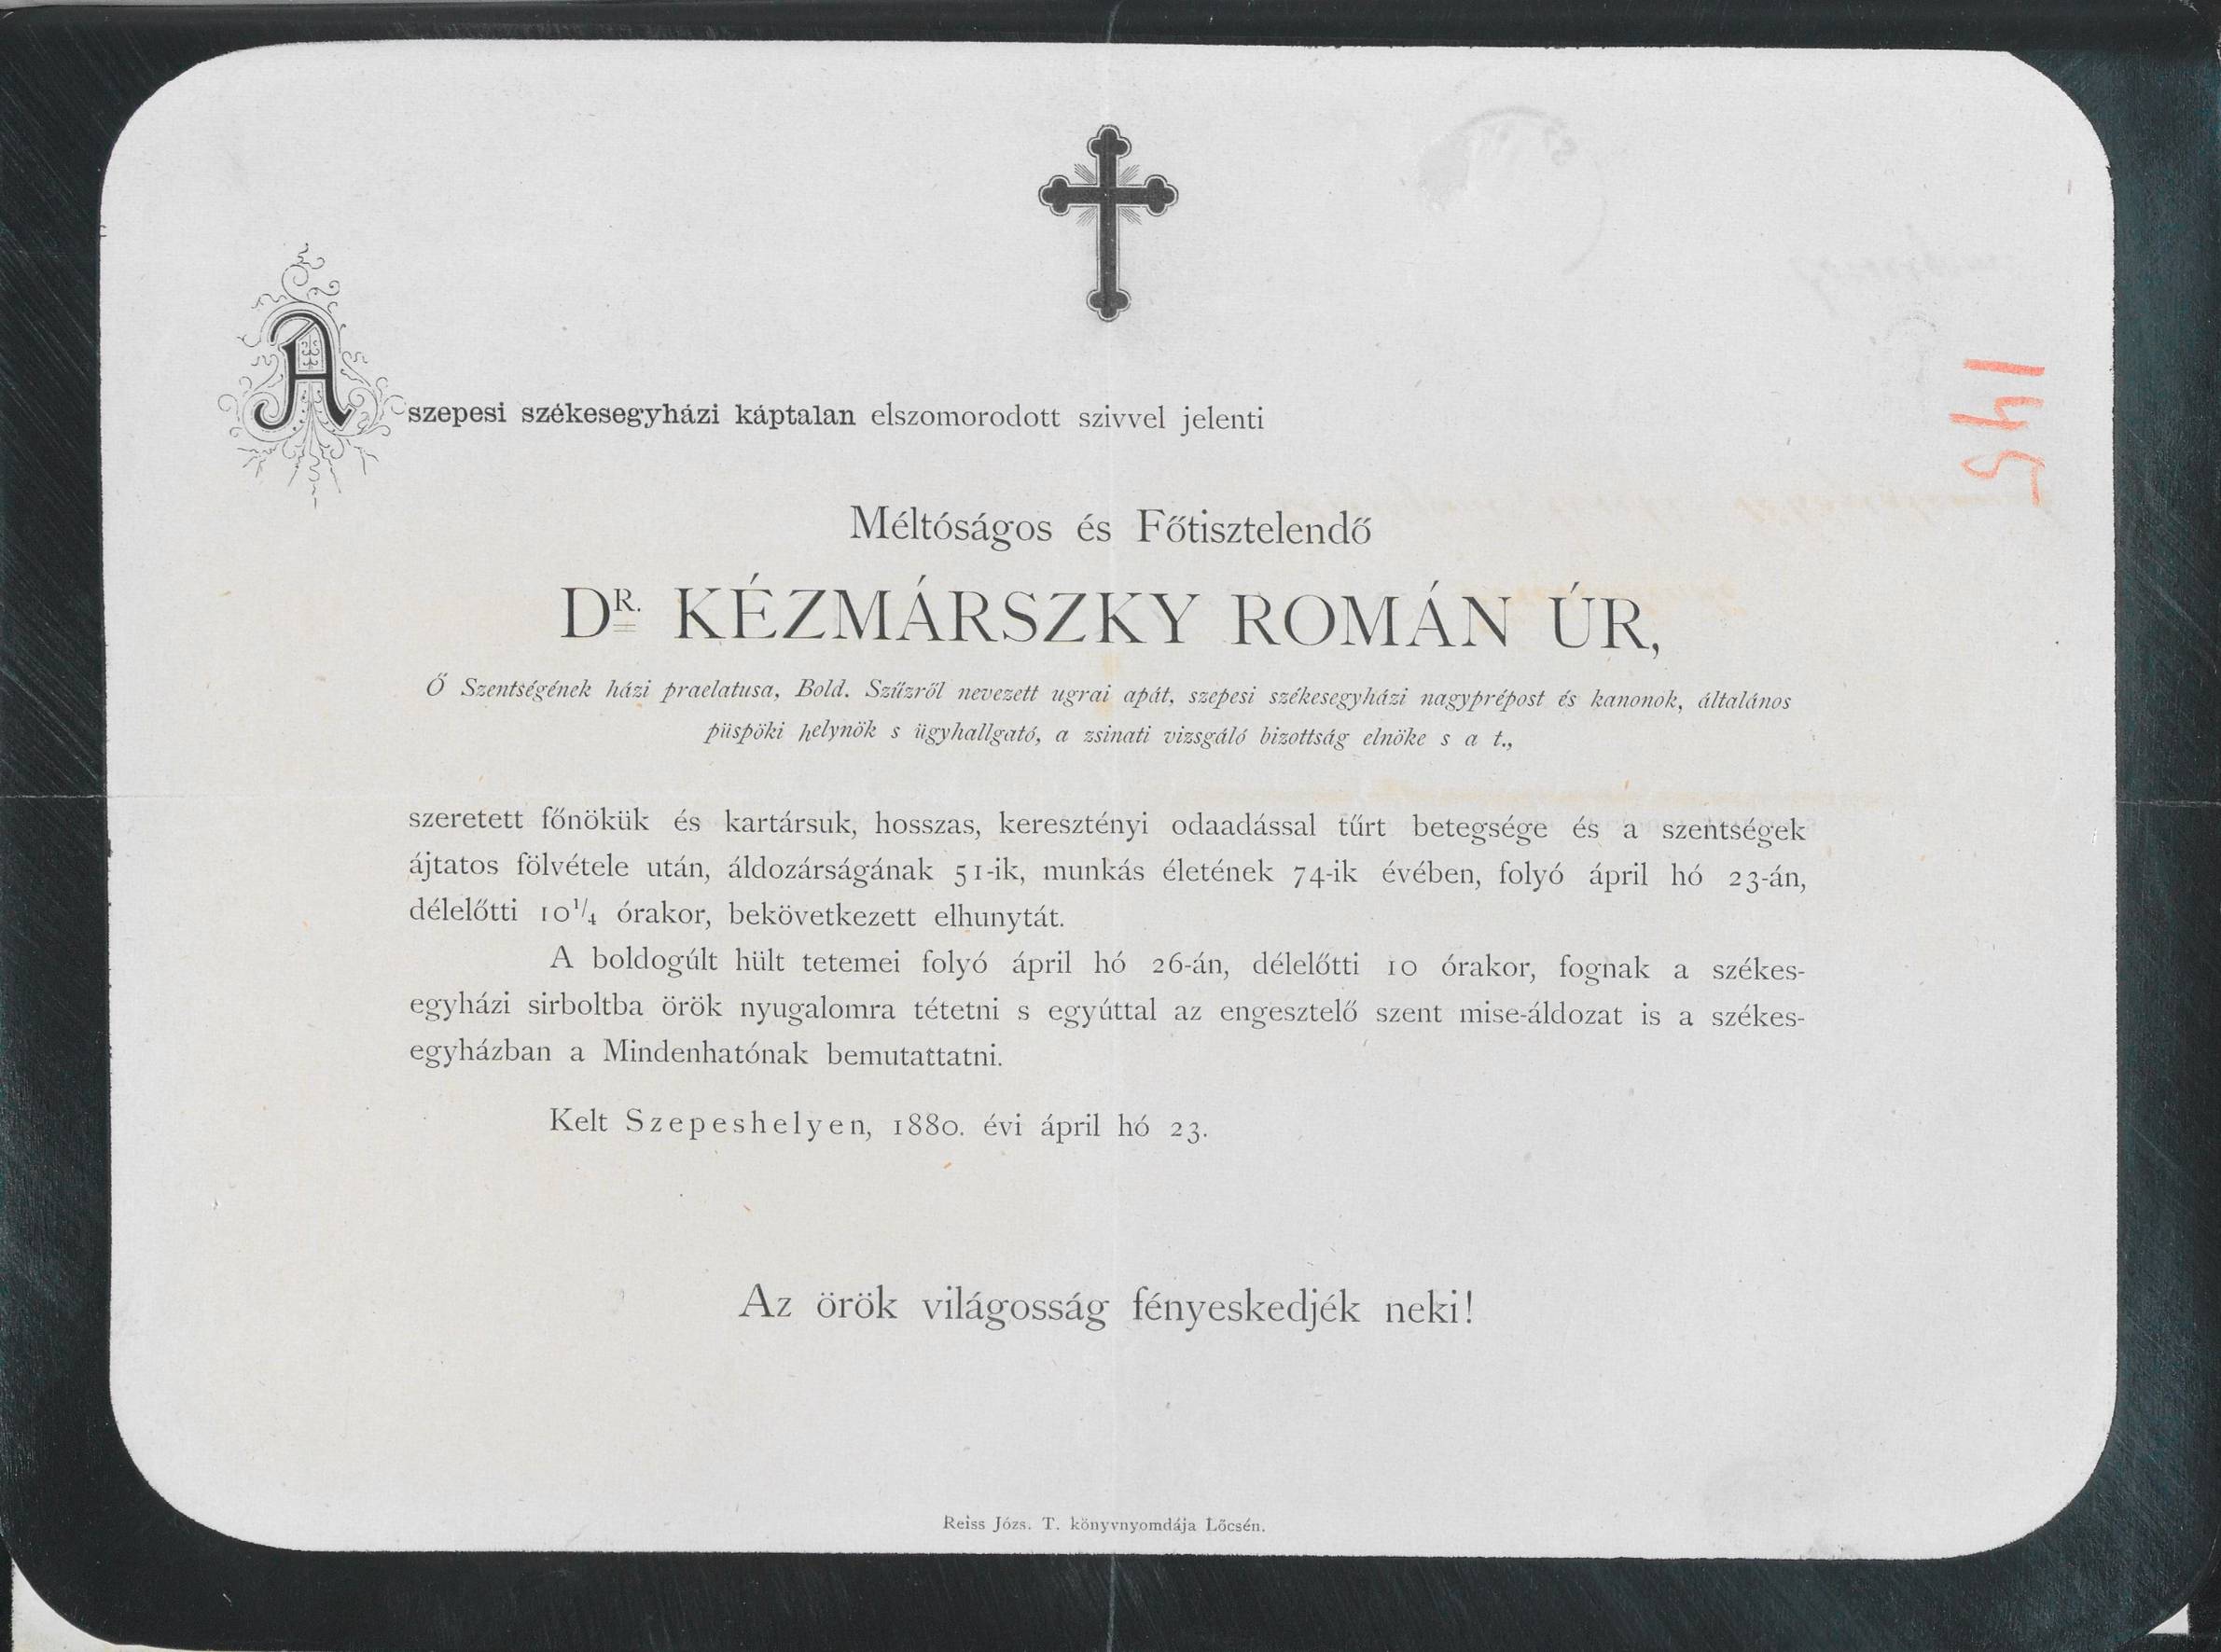 A szepesi székesegyházi káptalan elszomorodott szivvel jelenti
Méltóságos és Főtisztelendő
DR. KÉZMÁRSZKY ROMÁN ÚR,
Ő Szentségének házi praelatusa, Bold. Szűzről nevezett ugrai apát, szepesi székesegyházi nagyprépost és kanonok, általános
püspöki helynök s ügyhallgató, a zsinati vizsgáló bizottság elnöke s a t.,
szeretett főnökük és kartársuk, hosszas, keresztényi odaadással tűrt betegsége és a szentségek
ájtatos fölvétele után, áldozárságának 51-ik, munkás életének 74-ik évében, folyó ápril hó 23-án,
délelőtti 10¼ órakor, bekövetkezett elhunytát.
A boldogúlt hült tetemei folyó ápril hó 26-án, délelőtti 10 órakor, fognak a székes-
egyházi sirboltba örök nyugalomra tétetni s egyúttal az engesztelő szent mise-áldozat is a székes-
egyházban a Mindenhatónak bemutattatni.
Kelt Szepeshelyen, 1880. évi ápril hó 23.
Az örök világosság fényeskedjék neki!
Reiss Józs. T. könyvnyomdája Lőcsén.
145